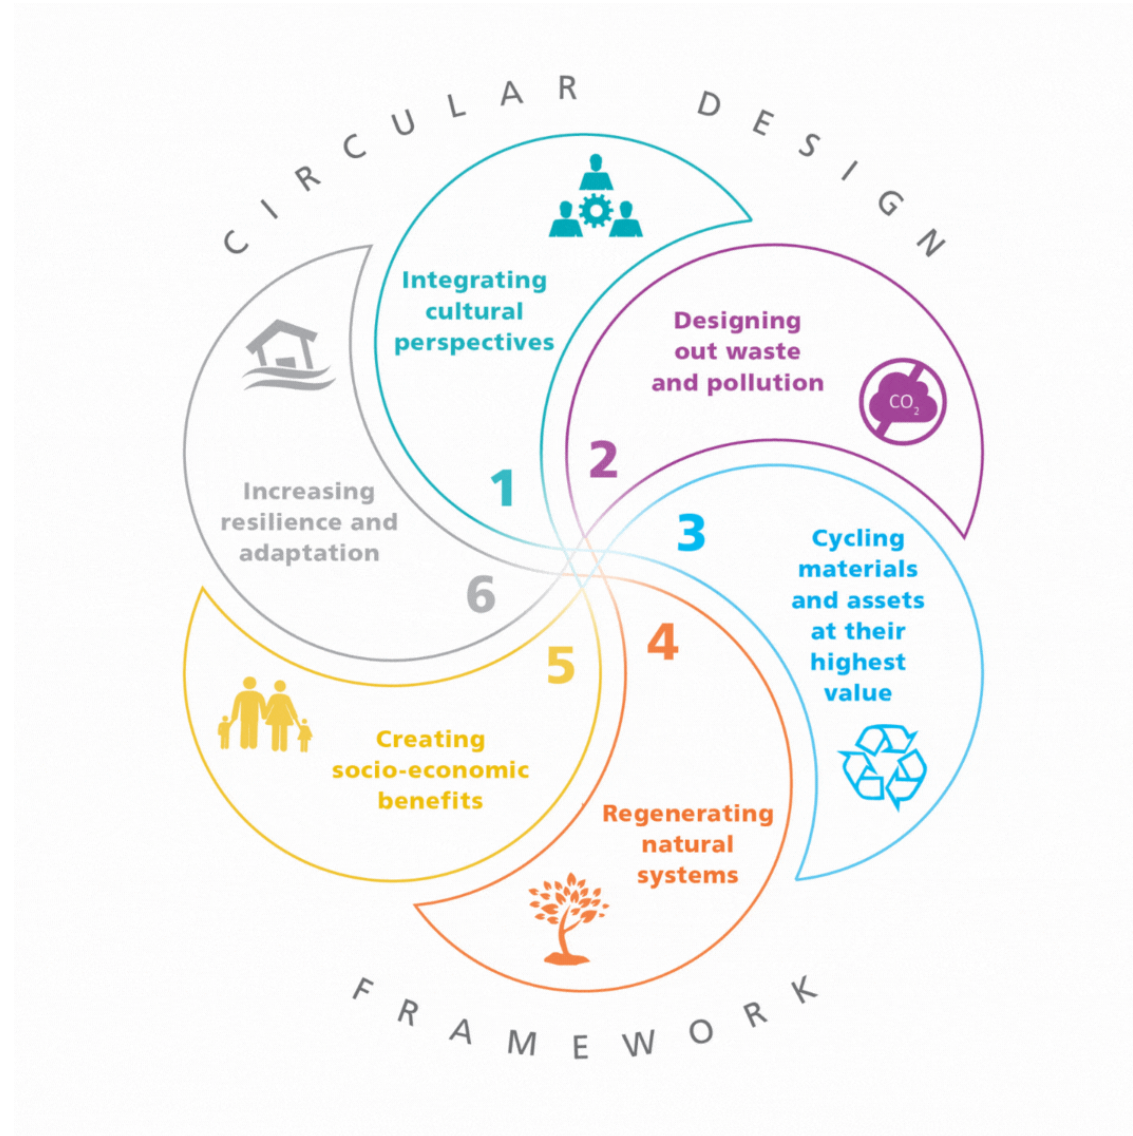 CIRCULAR DESIGN
Integrating
cultural
perspectives
1
Designing
out waste
and pollution
CO₂
2
3
Cycling
materials
and assets
at their
highest
value
4
Regenerating
natural
systems
5
Creating
socio-economic
benefits
Increasing
resilience and
adaptation
6
FRAMEWORK